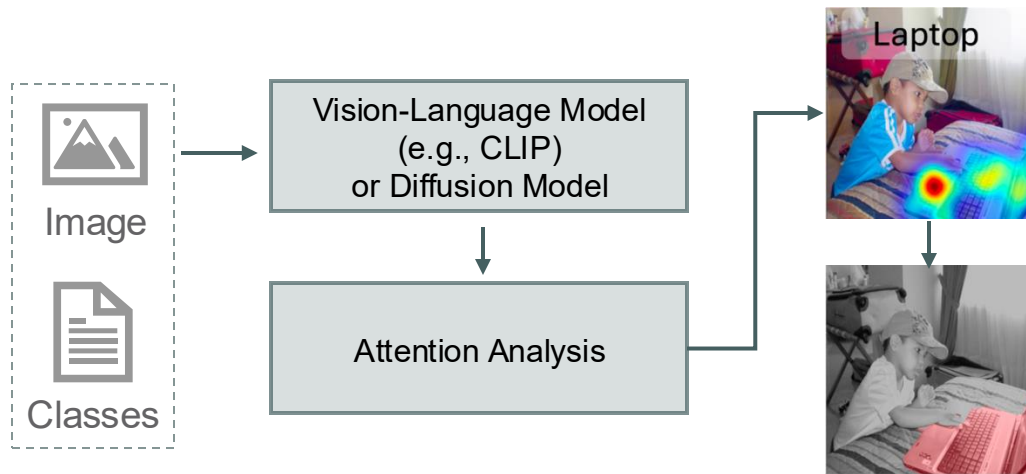 Image
Classes
Vision-Language Model
(e.g., CLIP)
or Diffusion Model
Attention Analysis
Laptop